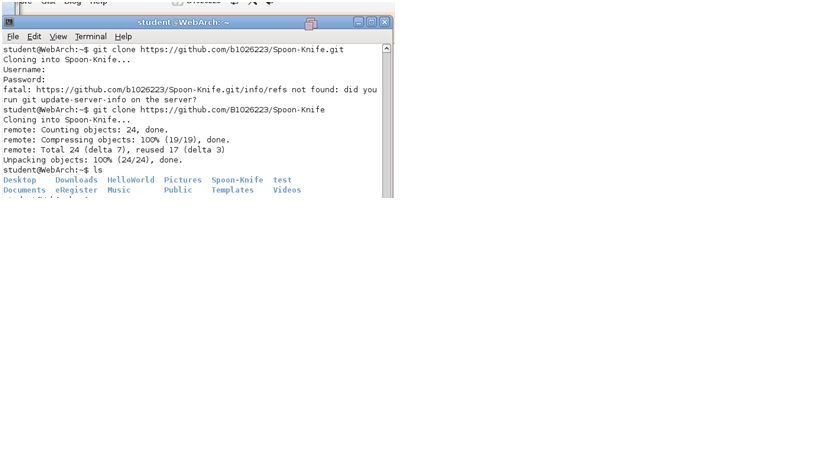 student@WebArch: ~
File Edit View Terminal Help
student@WebArch:~$ git clone https://github.com/b1026223/Spoon-Knife.git
Cloning into Spoon-Knife...
Username:
Password:
fatal: https://github.com/b1026223/Spoon-Knife.git/info/refs not found: did you
run git update-server-info on the server?
student@WebArch:~$ git clone https://github.com/B1026223/Spoon-Knife
Cloning into Spoon-Knife...
remote: Counting objects: 24, done.
remote: Compressing objects: 100% (19/19), done.
remote: Total 24 (delta 7), reused 17 (delta 3)
Unpacking objects: 100% (24/24), done.
student@WebArch:~$ ls
Desktop Downloads HelloWorld Pictures Spoon-Knife test
Documents eRegister Music Public Templates Videos